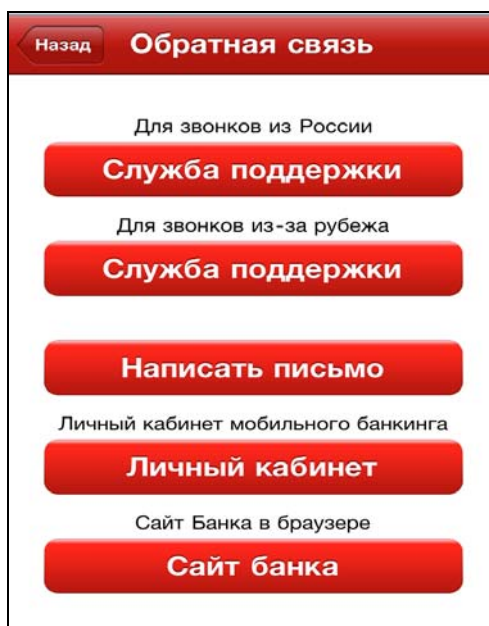 Назад
Обратная связь
Для звонков из России
Служба поддержки
Для звонков из-за рубежа
Служба поддержки
Написать письмо
Личный кабинет мобильного банкинга
Личный кабинет
Сайт Банка в браузере
Сайт банка